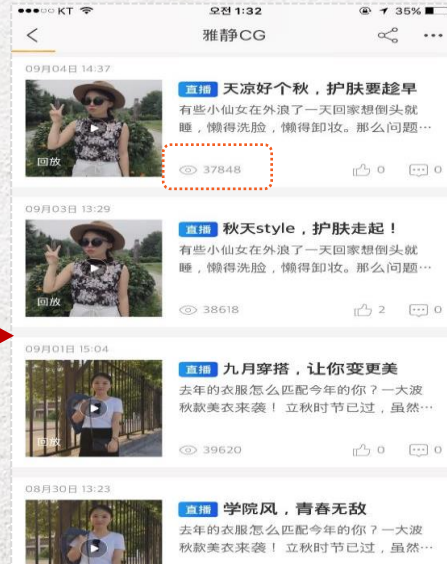 KT 오전 1:32 35%
雅静CG
09月04日 14:37
直播 天凉好个秋，护肤要趁早
有些小仙女在外浪了一天回家想倒头就
睡，懒得洗脸，懒得卸妆。那么问题…
回放
37848 0 0
09月03日 13:29
直播 秋天style，护肤走起！
有些小仙女在外浪了一天回家想倒头就
睡，懒得洗脸，懒得卸妆。那么问题…
回放
38618 2 0
09月01日 15:04
直播 九月穿搭，让你变更美
去年的衣服怎么匹配今年的你？一大波
秋款美衣来袭！ 立秋时节已过，虽然…
回放
39620 0 0
08月30日 13:23
直播 学院风，青春无敌
去年的衣服怎么匹配今年的你？一大波
秋款美衣来袭！ 立秋时节已过，虽然…